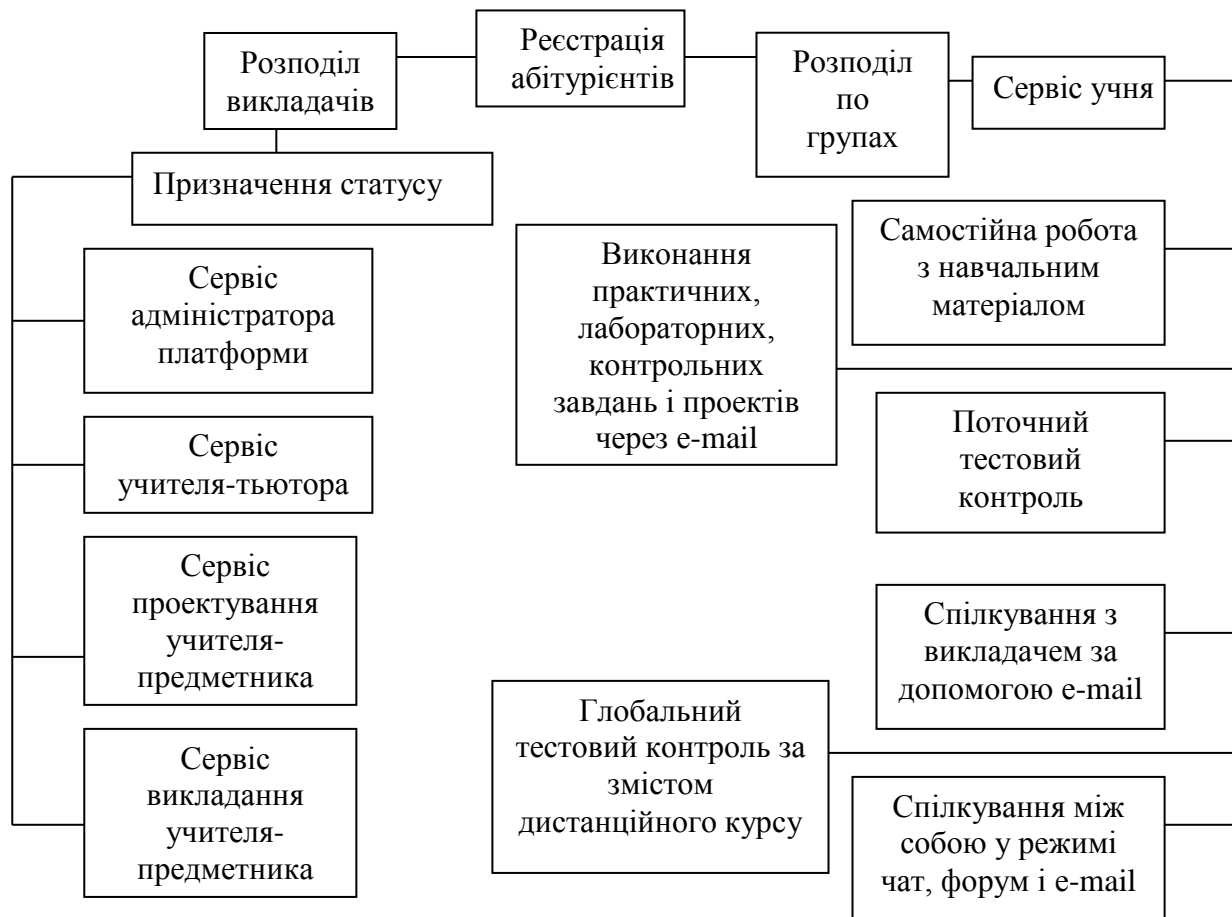 Розподіл
викладачів
Реєстрація
абітурієнтів
Розподіл
по
групах
Сервіс учня
Призначення статусу
Сервіс
адміністратора
платформи
Сервіс
учителя-тьютора
Сервіс
проектування
учителя-
предметника
Сервіс
викладання
учителя-
предметника
Виконання
практичних,
лабораторних,
контрольних
завдань і проектів
через e-mail
Глобальний
тестовий контроль за
змістом
дистанційного курсу
Самостійна робота
з навчальним
матеріалом
Поточний
тестовий
контроль
Спілкування з
викладачем за
допомогою e-mail
Спілкування між
собою у режимі
чат, форум і e-mail